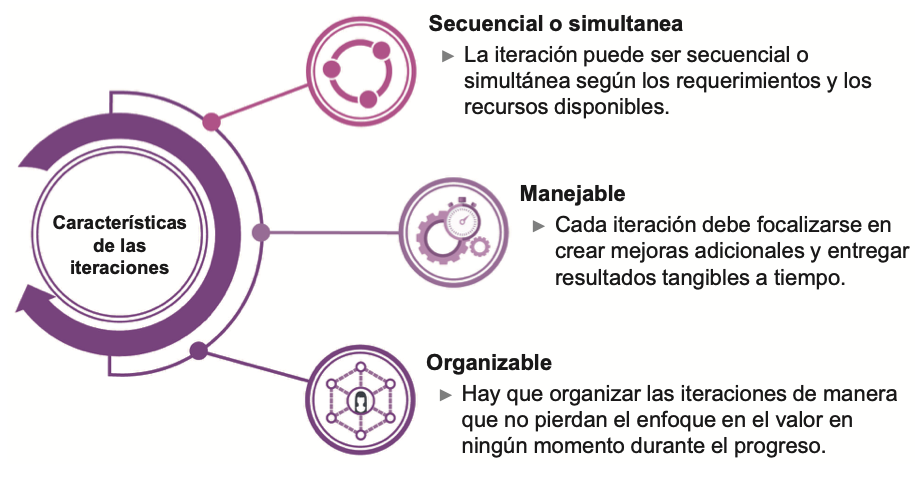 Secuencial o simultanea
► La iteración puede ser secuencial o
simultánea según los requerimientos y los
recursos disponibles.
Características
de las
iteraciones
Manejable
► Cada iteración debe focalizarse en
crear mejoras adicionales y entregar
resultados tangibles a tiempo.
Organizable
► Hay que organizar las iteraciones de manera
que no pierdan el enfoque en el valor en
ningún momento durante el progreso.